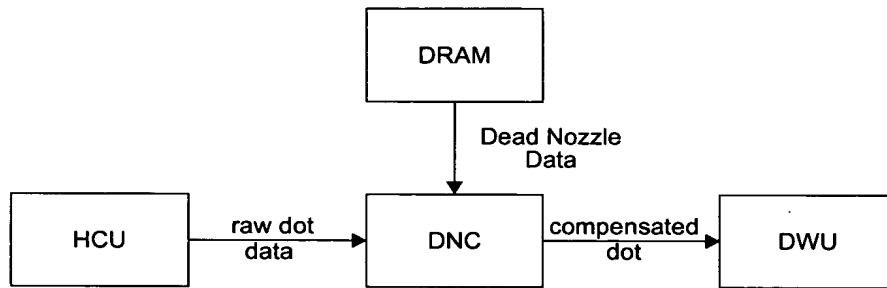 DRAM
Dead Nozzle
Data
HCU
raw dot
data
DNC
compensated
dot
DWU